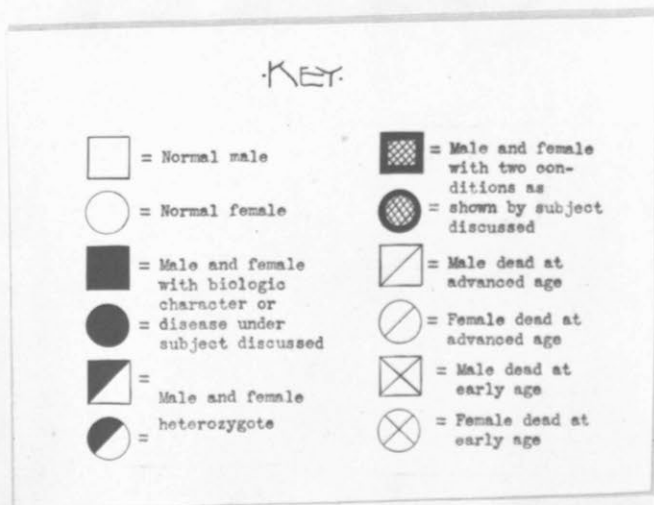 ·KEY·
= Normal male
= Normal female
= Male and female
with biologic
character or
= disease under
subject discussed
=
Male and female
heterozygote
=
= Male and female
with two con-
ditions as
= shown by subject
discussed
= Male dead at
advanced age
= Female dead at
advanced age
= Male dead at
early age
= Female dead at
early age